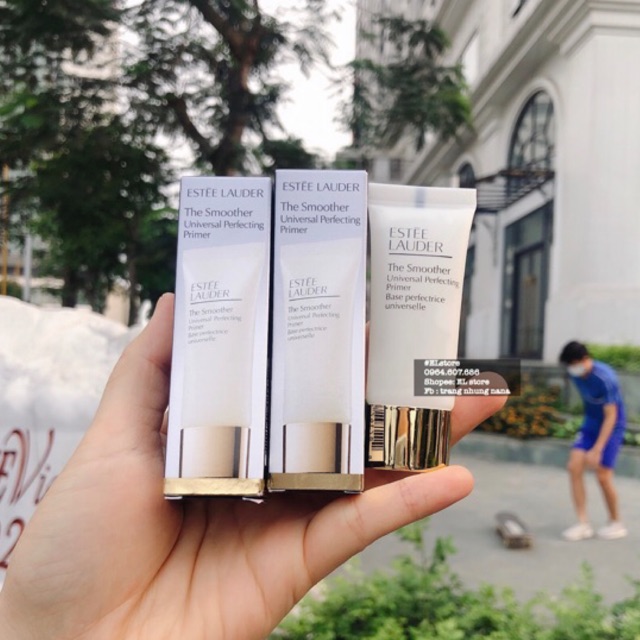 ESTĒE LAUDER
The Smoother
Universal Perfecting
Primer
ESTĒE
LAUDER
The Smoother
Universal Perfecting
Primer
Base perfectrice
universelle
ESTĒE LAUDER
The Smoother
Universal Perfecting
Primer
ESTĒE
LAUDER
The Smoother
Universal Perfecting
Primer
Base perfectrice
universelle
ESTĒE
LAUDER
The Smoother
Universal Perfecting
Primer
Base perfectrice
universelle
#KLstore
0964.607.886
Shopee: KL store
Fb : trang nhung nana